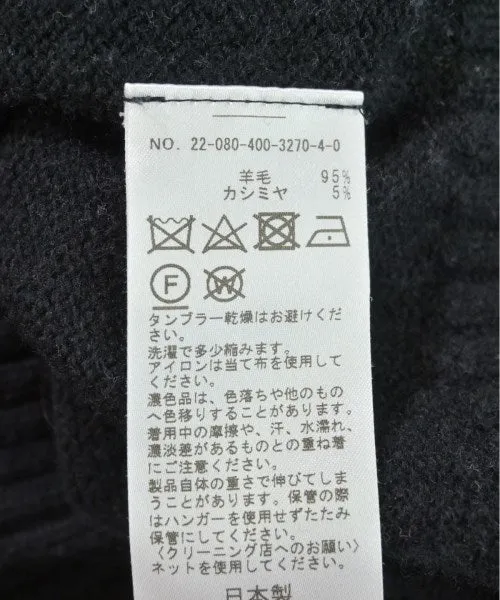 NO. 22-080-400-3270-4-0
羊毛 95%
カシミヤ 5%
F W
タンブラー乾燥はお避けくだ
さい。
洗濯で多少縮みます。
アイロンは当て布を使用して
ください。
濃色品は、色落ちや他のもの
へ色移りすることがあります。
着用中の摩擦や、汗、水濡れ、
濃淡差があるものとの重ね着
にご注意ください。
製品自体の重さで伸びてしま
うことがあります。保管の際
はハンガーを使用せずたたみ
保管にしてください。
〈クリーニング店へのお願い〉
ネットを使用してください。
日本製